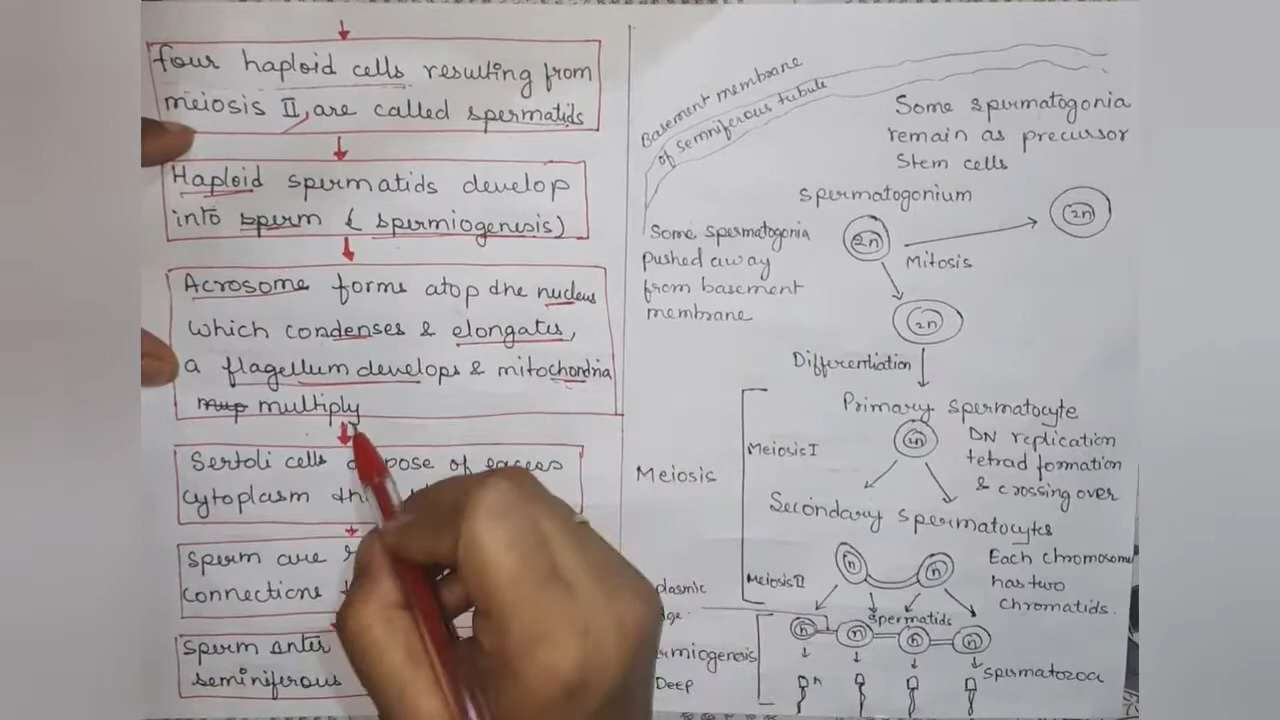 four haploid cells resulting from
meiosis II, are called spermatids
Haploid spermatids develop
into sperm ( spermiogenesis)
Acrosome forms atop the nucleus
which condenses & elongates,
a flagellum develops & mitochondria
multiply
Sertoli cells of excess
cytoplasm
sperm are
connections
sperm enter
seminiferous
Basement membrane
of semniferous tubule
Some spermatogonia
remain as precursor
Stem cells
spermatogonium
2n
2n
Some spermatogonia
pushed away
from basement
membrane
Mitosis
2n
Differentiation
Primary spermatocyte
2n
DN replication
tetrad formation
& crossing over
Meiosis I
Meiosis
Secondary spermatocytes
n
n
Each chromosome
has two
chromatids.
Meiosis II
spermatids
n
n
n
n
Deep
n
spermatozoa